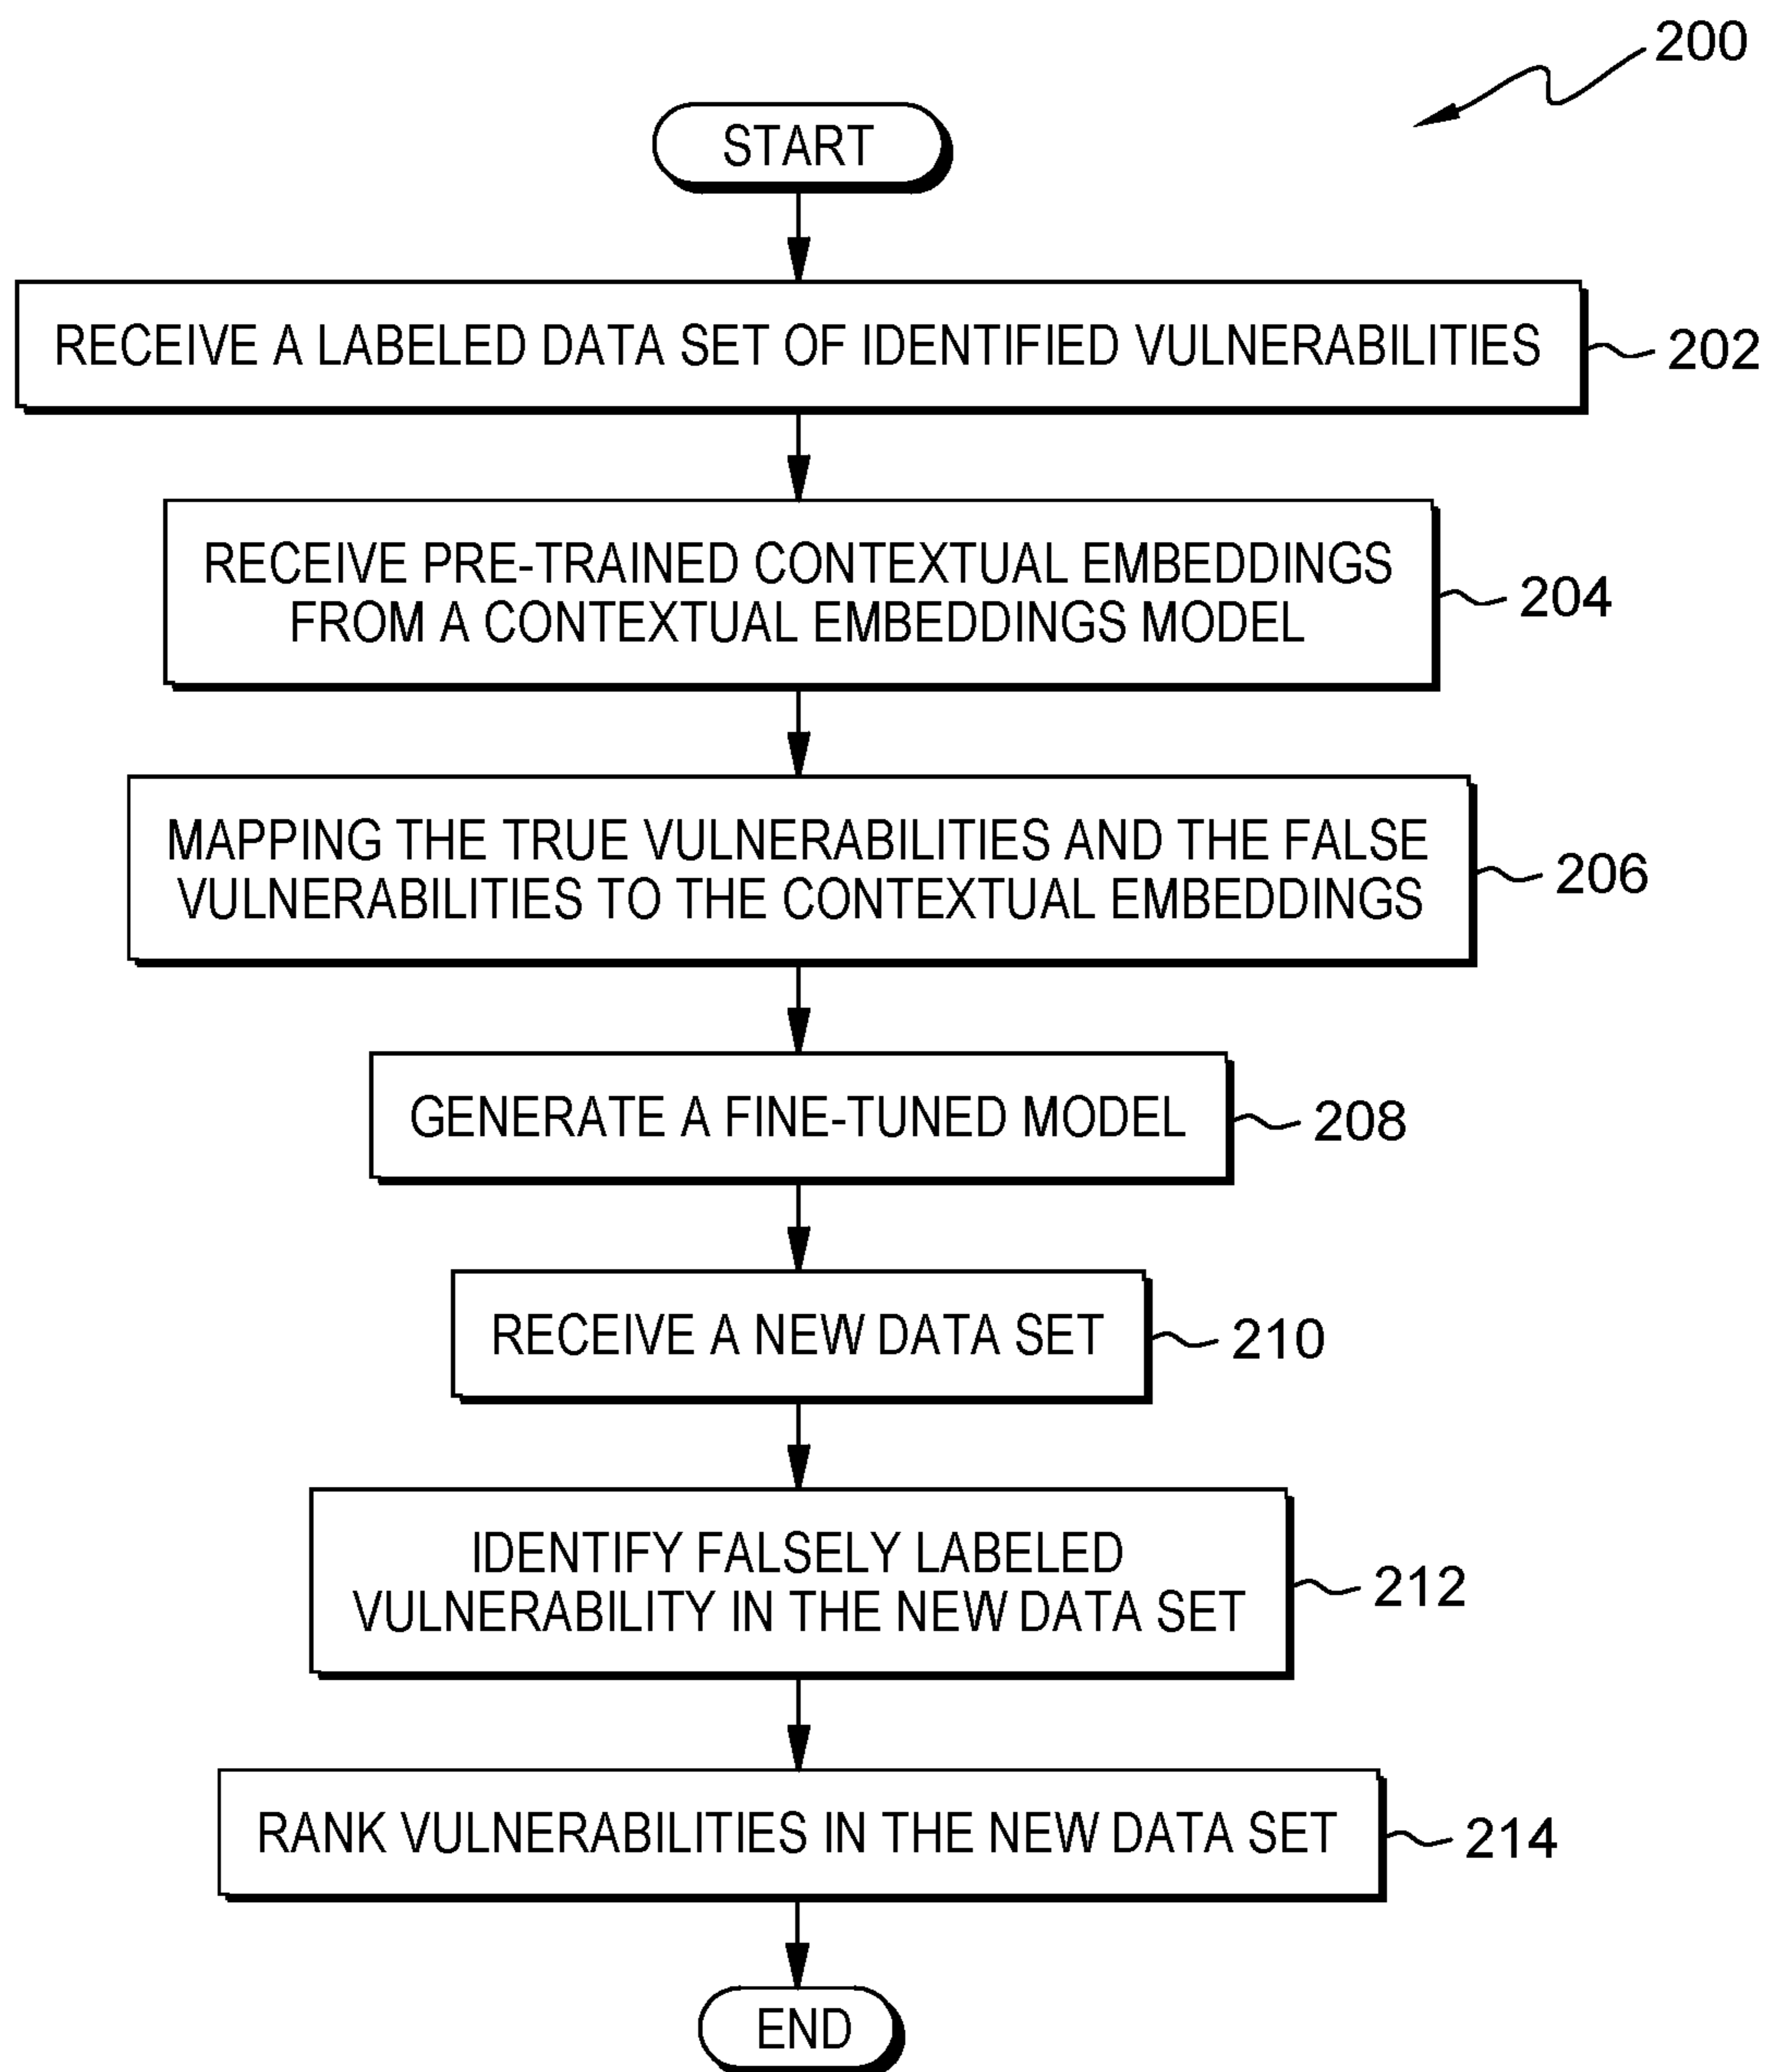 200
START
RECEIVE A LABELED DATA SET OF IDENTIFIED VULNERABILITIES
202
RECEIVE PRE-TRAINED CONTEXTUAL EMBEDDINGS
FROM A CONTEXTUAL EMBEDDINGS MODEL
204
MAPPING THE TRUE VULNERABILITIES AND THE FALSE
VULNERABILITIES TO THE CONTEXTUAL EMBEDDINGS
206
GENERATE A FINE-TUNED MODEL
208
RECEIVE A NEW DATA SET
210
IDENTIFY FALSELY LABELED
VULNERABILITY IN THE NEW DATA SET
212
RANK VULNERABILITIES IN THE NEW DATA SET
214
END